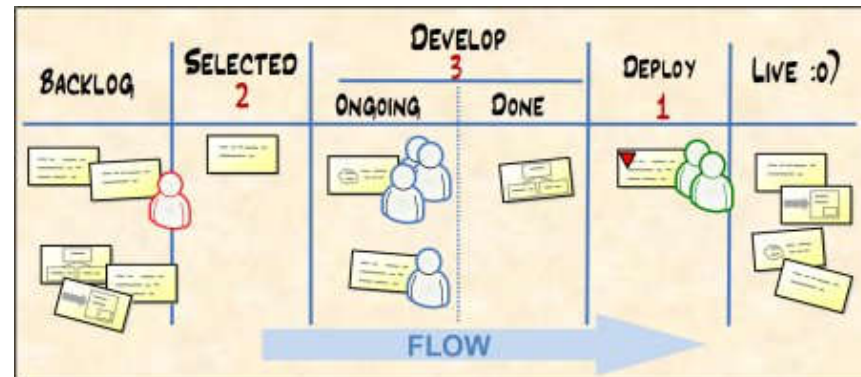 BACKLOG
SELECTED
2
DEVELOP
3
ONGOING
DONE
DEPLOY
1
LIVE :o)
FLOW